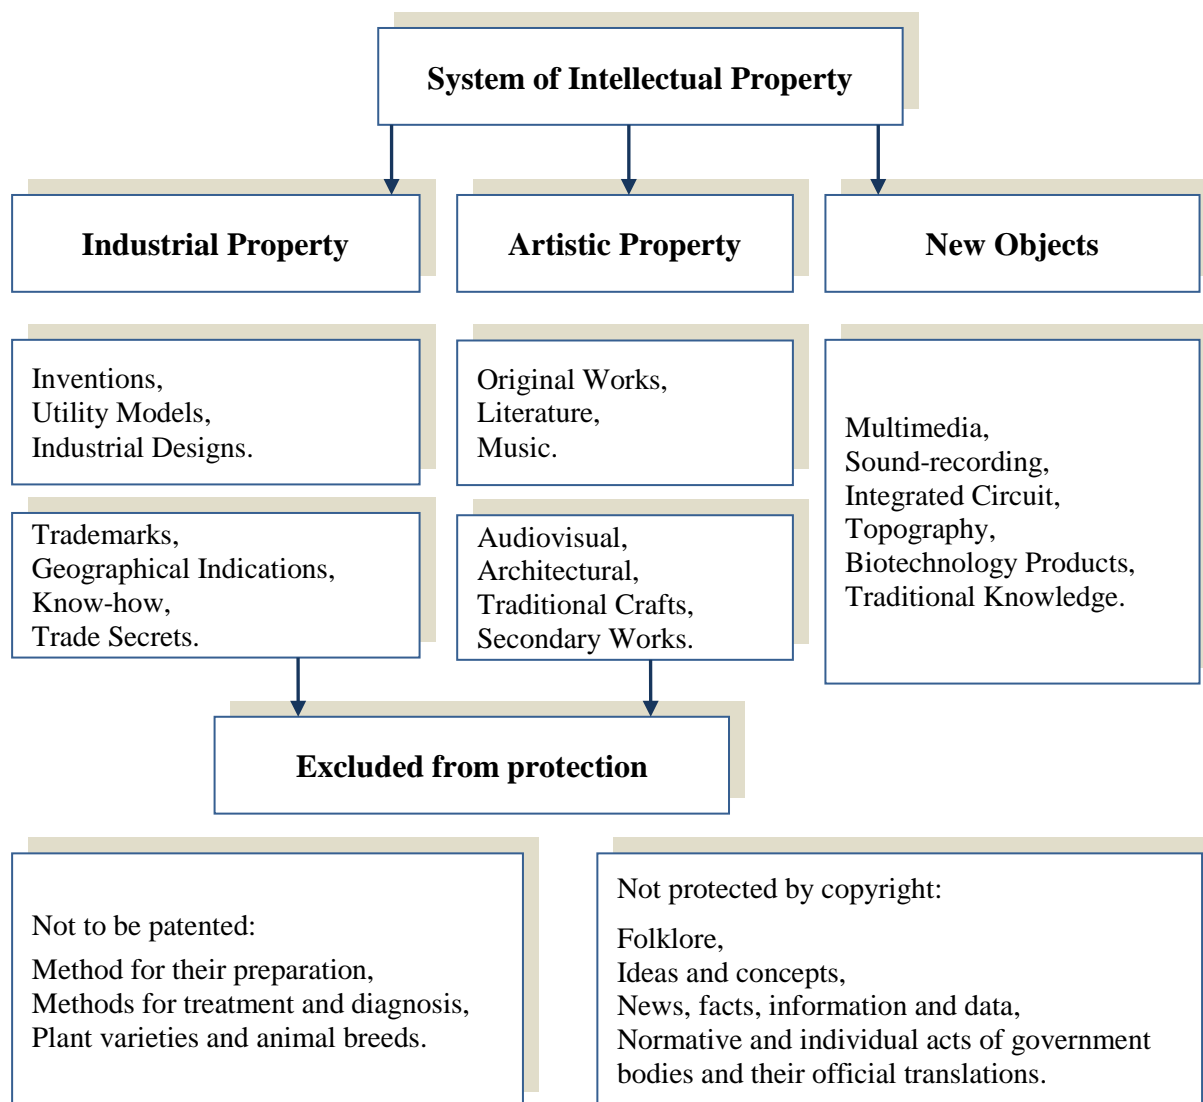 System of Intellectual Property
Industrial Property
Artistic Property
New Objects
Inventions,
Utility Models,
Industrial Designs.
Original Works,
Literature,
Music.
Multimedia,
Sound-recording,
Integrated Circuit,
Topography,
Biotechnology Products,
Traditional Knowledge.
Trademarks,
Geographical Indications,
Know-how,
Trade Secrets.
Audiovisual,
Architectural,
Traditional Crafts,
Secondary Works.
Excluded from protection
Not to be patented:
Method for their preparation,
Methods for treatment and diagnosis,
Plant varieties and animal breeds.
Not protected by copyright:
Folklore,
Ideas and concepts,
News, facts, information and data,
Normative and individual acts of government
bodies and their official translations.